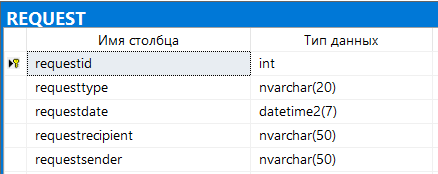 REQUEST
Имя столбца Тип данных
requestid int
requesttype nvarchar(20)
requestdate datetime2(7)
requestrecipient nvarchar(50)
requestsender nvarchar(50)